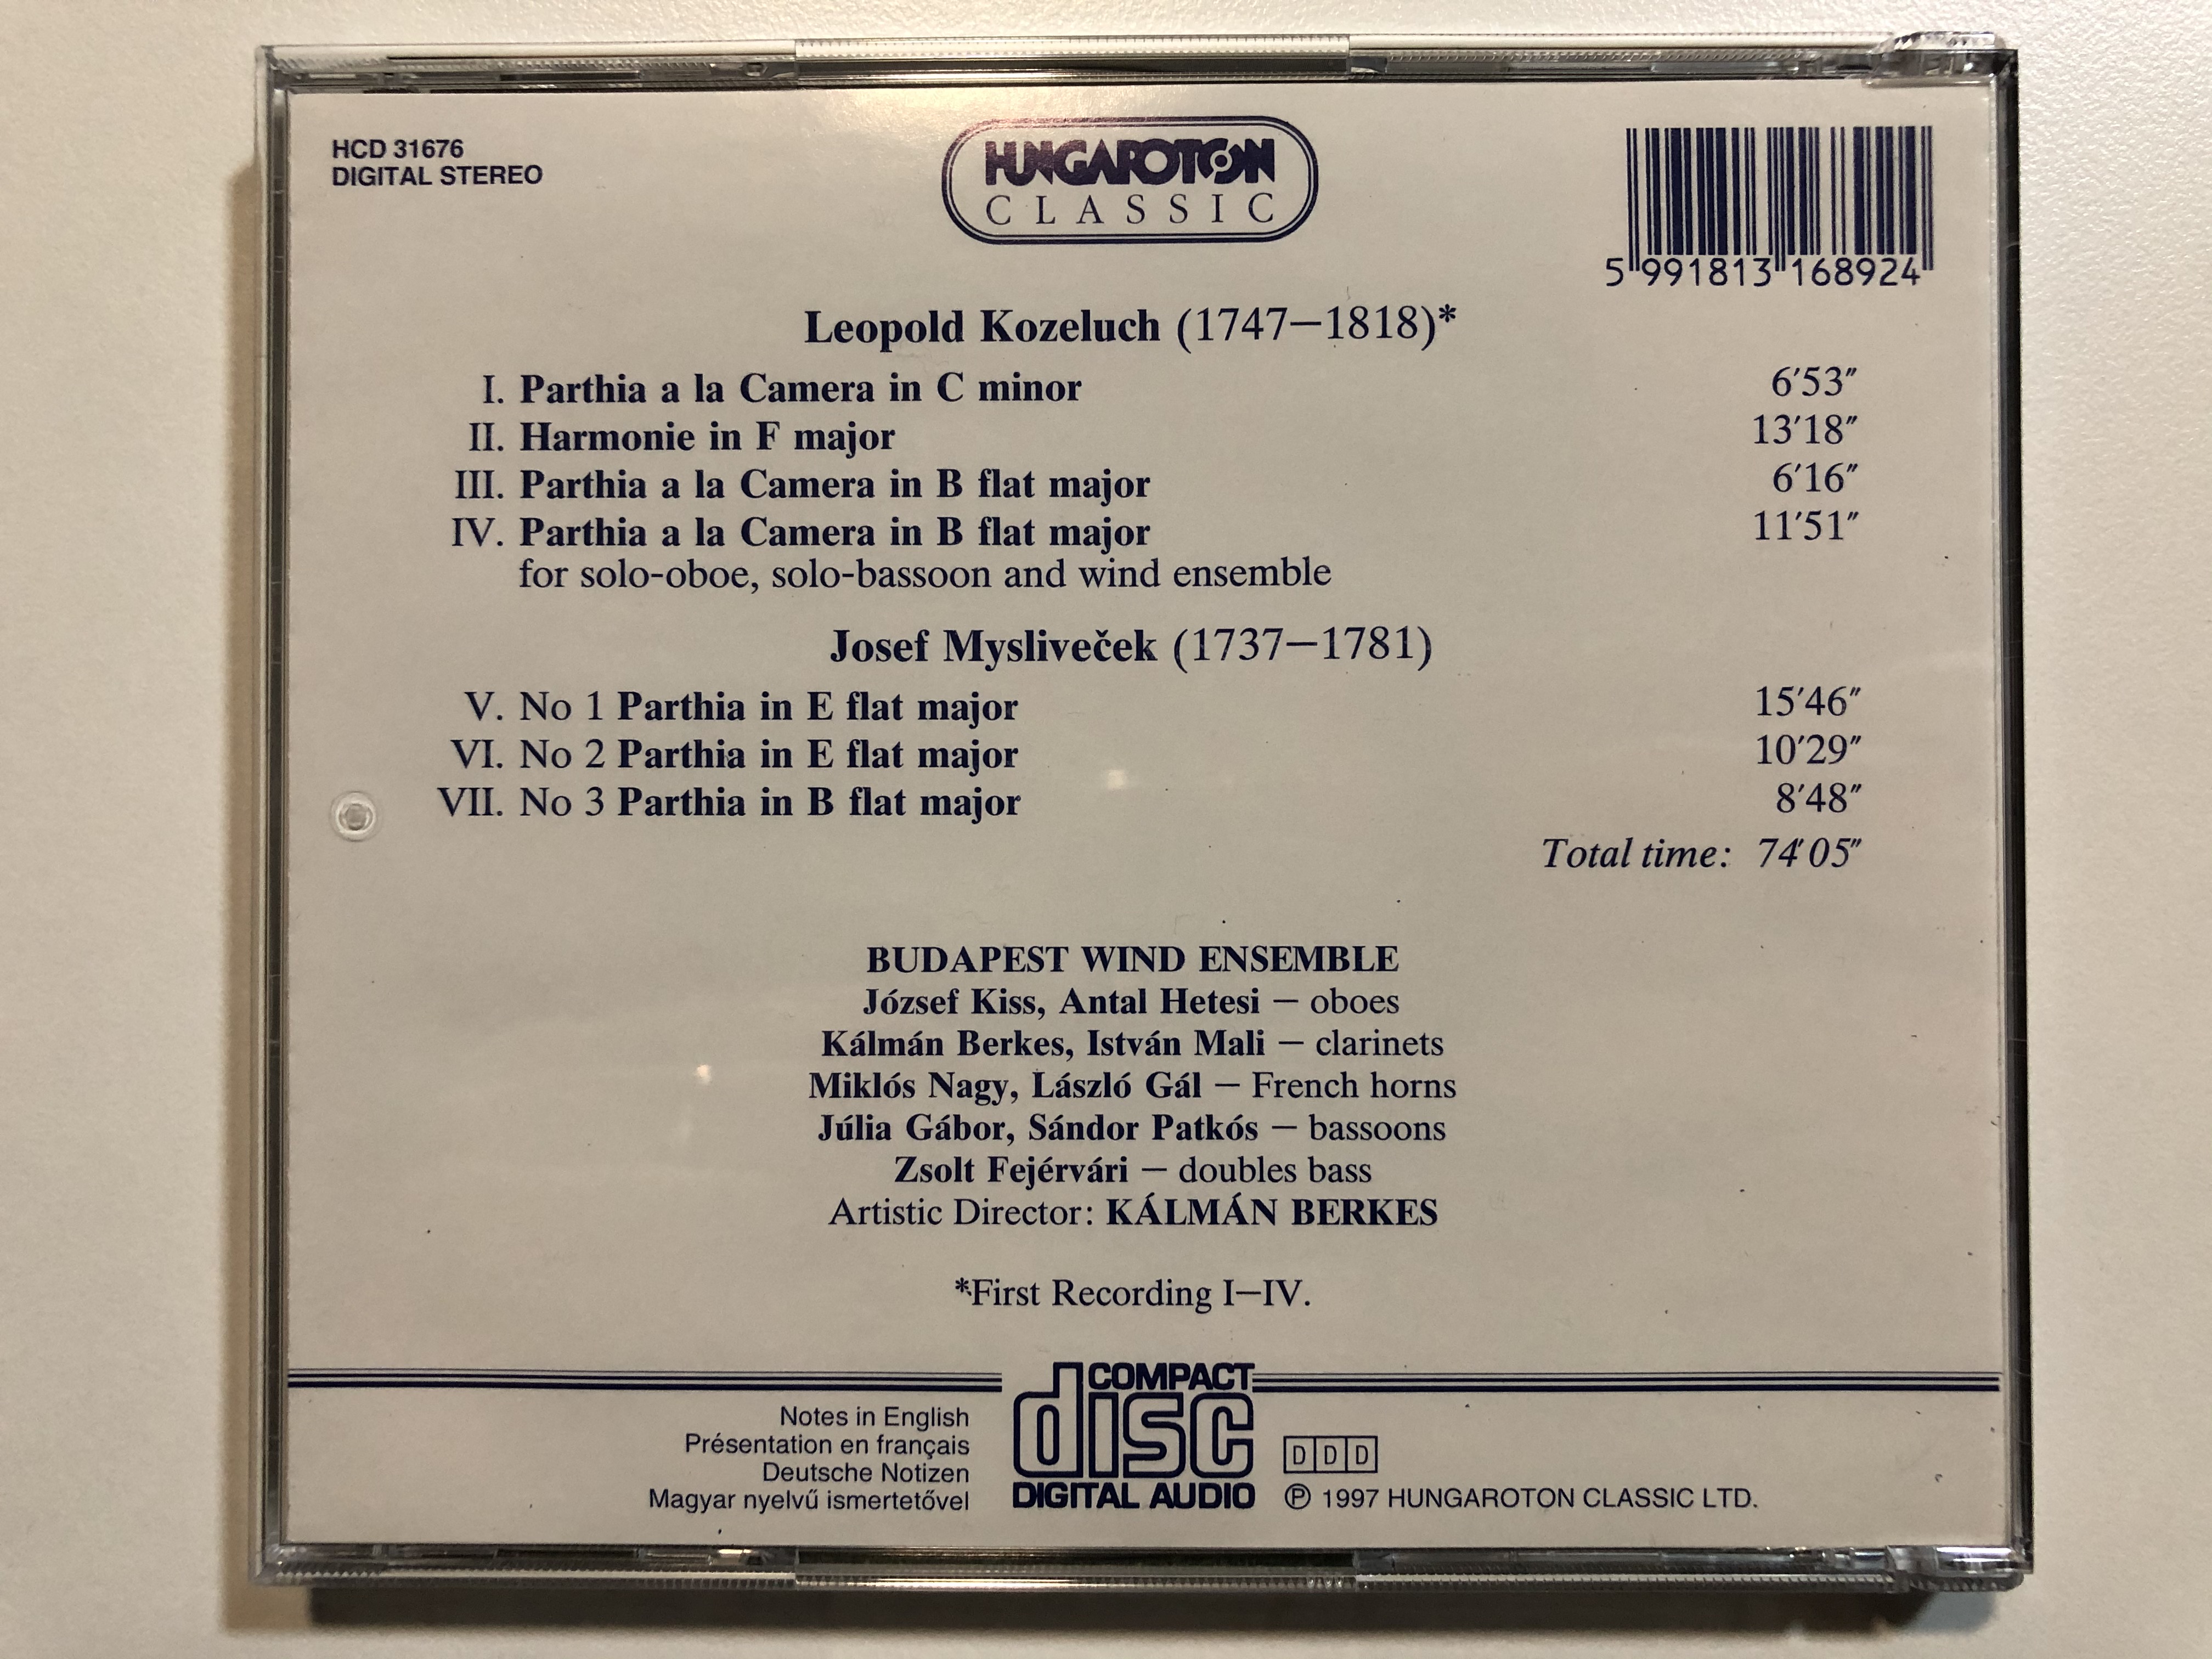 HCD 31676
DIGITAL STEREO
HUNGAROTON
CLASSIC
5 991813 168924
Leopold Kozeluch (1747–1818)*
I. Parthia a la Camera in C minor 6′53″
II. Harmonie in F major 13′18″
III. Parthia a la Camera in B flat major 6′16″
IV. Parthia a la Camera in B flat major 11′51″
for solo-oboe, solo-bassoon and wind ensemble
Josef Mysliveček (1737–1781)
V. No 1 Parthia in E flat major 15′46″
VI. No 2 Parthia in E flat major 10′29″
VII. No 3 Parthia in B flat major 8′48″
Total time: 74′05″
BUDAPEST WIND ENSEMBLE
József Kiss, Antal Hetesi – oboes
Kálmán Berkes, István Mali – clarinets
Miklós Nagy, László Gál – French horns
Júlia Gábor, Sándor Patkós – bassoons
Zsolt Fejérvári – doubles bass
Artistic Director: KÁLMÁN BERKES
*First Recording I–IV.
Notes in English
Présentation en français
Deutsche Notizen
Magyar nyelvű ismertetővel
COMPACT
disc
DIGITAL AUDIO
DDD
℗ 1997 HUNGAROTON CLASSIC LTD.